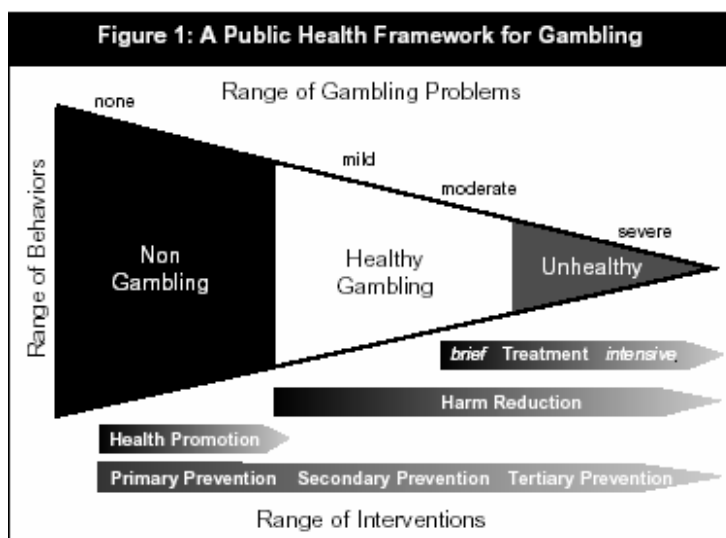 Figure 1: A Public Health Framework for Gambling
Range of Gambling Problems
none
mild
moderate
severe
Range of Behaviors
Non
Gambling
Healthy
Gambling
Unhealthy
brief Treatment intensive
Harm Reduction
Health Promotion
Primary Prevention Secondary Prevention Tertiary Prevention
Range of Interventions